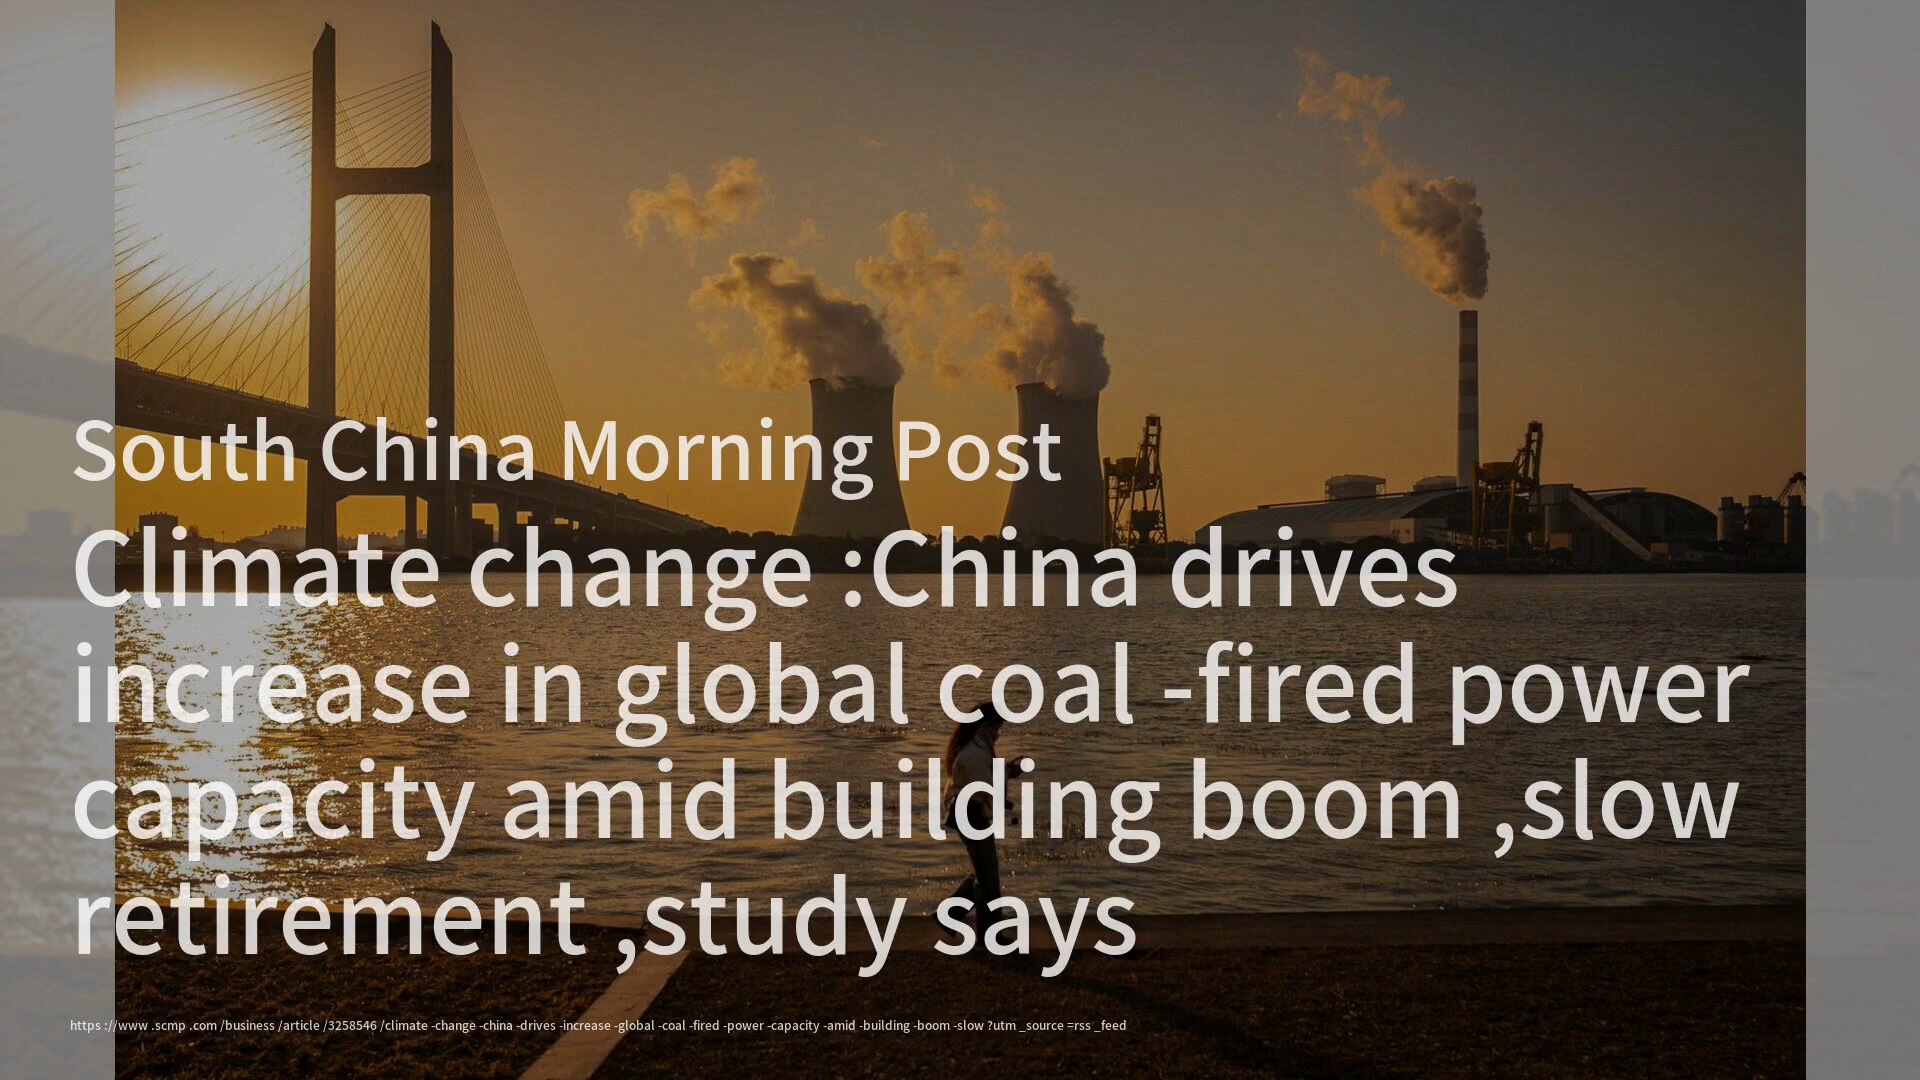 South China Morning Post
Climate change :China drives
increase in global coal -fired power
capacity amid building boom ,slow
retirement ,study says
https ://www .scmp .com /business /article /3258546 /climate -change -china -drives -increase -global -coal -fired -power -capacity -amid -building -boom -slow ?utm _source =rss _feed